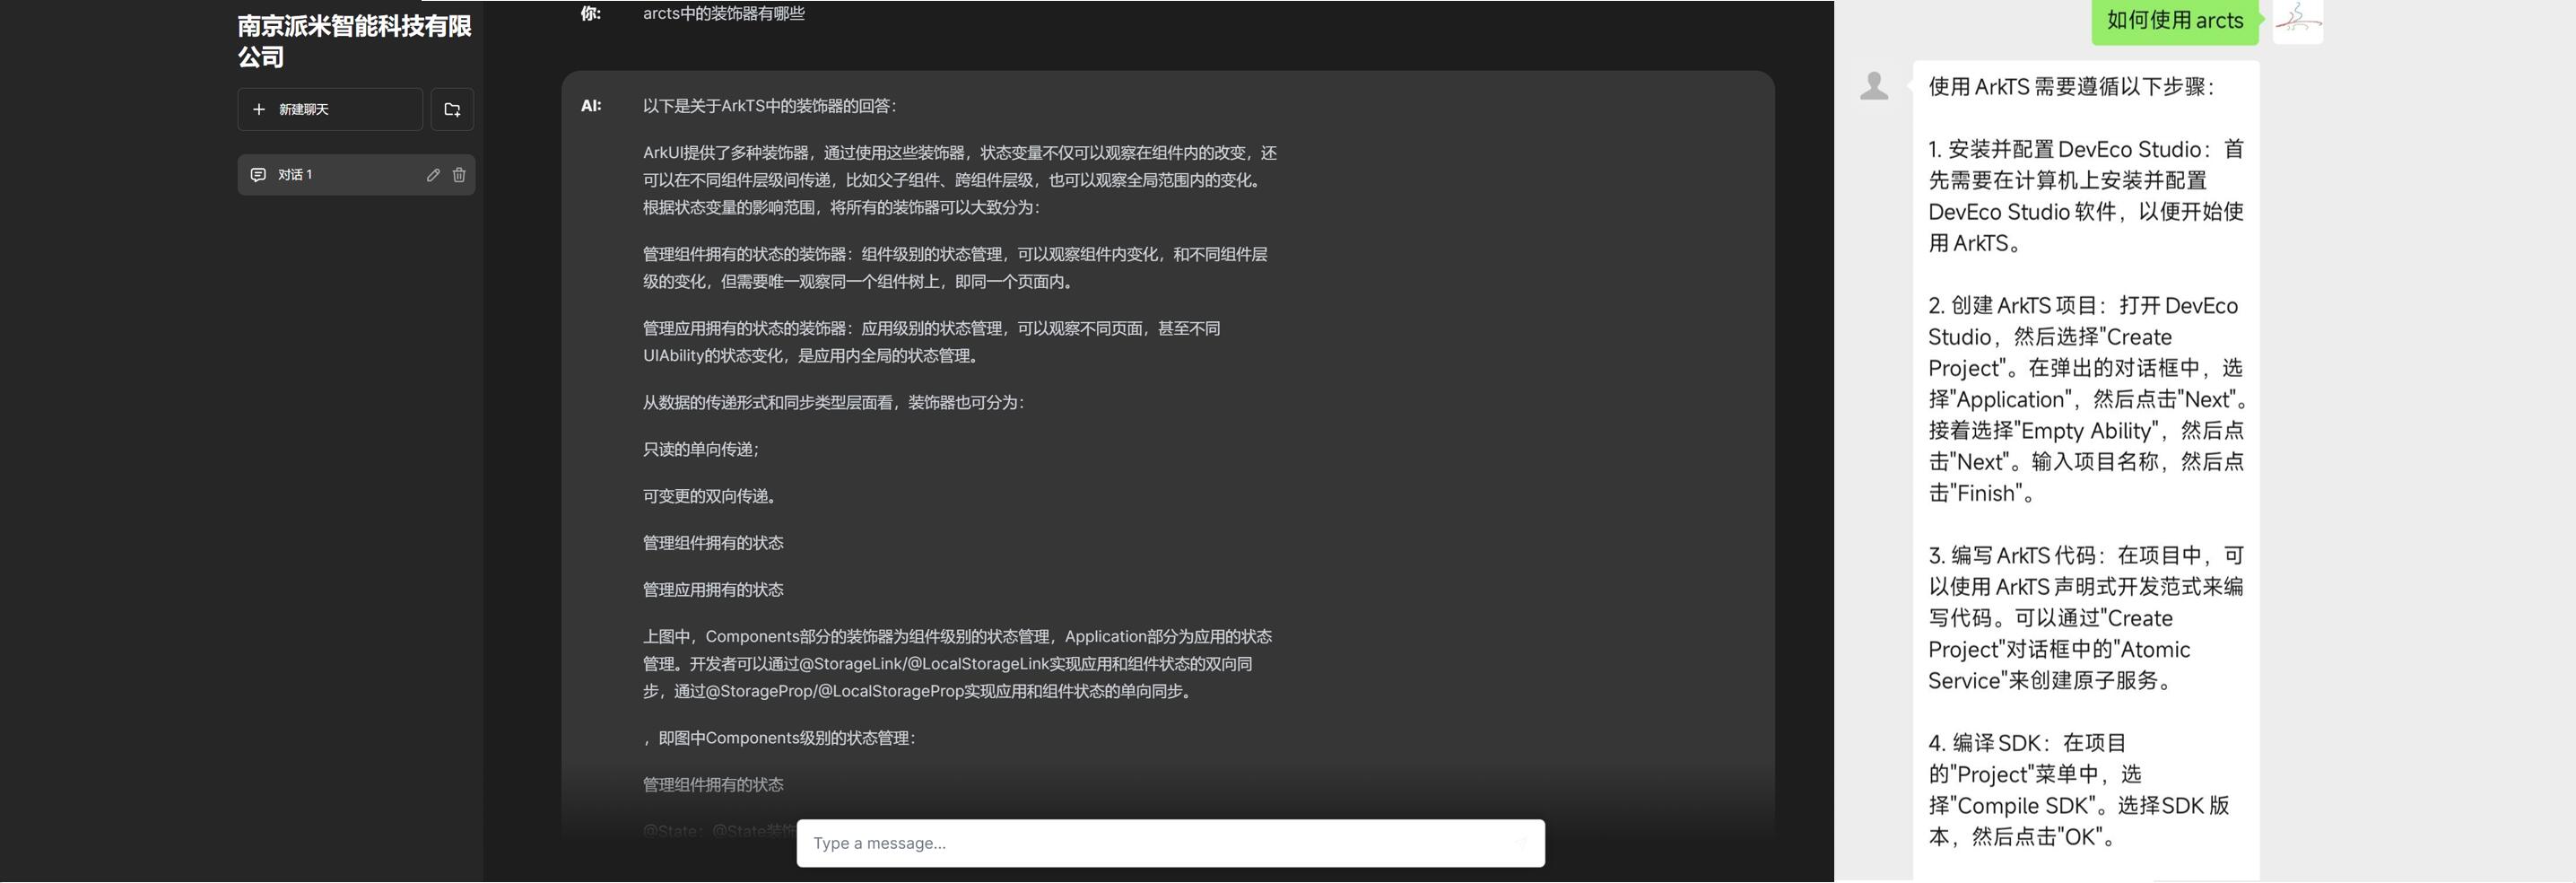 南京派米智能科技有限
公司
新建聊天
对话 1
你:
arcts中的装饰器有哪些
AI:
以下是关于ArkTS中的装饰器的回答：
ArkUI提供了多种装饰器，通过使用这些装饰器，状态变量不仅可以观察在组件内的改变，还
可以在不同组件层级间传递，比如父子组件、跨组件层级，也可以观察全局范围内的变化。
根据状态变量的影响范围，将所有的装饰器可以大致分为：
管理组件拥有的状态的装饰器：组件级别的状态管理，可以观察组件内变化，和不同组件层
级的变化，但需要唯一观察同一个组件树上，即同一个页面内。
管理应用拥有的状态的装饰器：应用级别的状态管理，可以观察不同页面，甚至不同
UIAbility的状态变化，是应用内全局的状态管理。
从数据的传递形式和同步类型层面看，装饰器也可分为：
只读的单向传递；
可变更的双向传递。
管理组件拥有的状态
管理应用拥有的状态
上图中，Components部分的装饰器为组件级别的状态管理，Application部分为应用的状态
管理。开发者可以通过@StorageLink/@LocalStorageLink实现应用和组件状态的双向同
步，通过@StorageProp/@LocalStorageProp实现应用和组件状态的单向同步。
，即图中Components级别的状态管理：
管理组件拥有的状态
@State：@State装饰
Type a message...
如何使用 arcts
使用 ArkTS 需要遵循以下步骤：
1. 安装并配置 DevEco Studio：首
先需要在计算机上安装并配置
DevEco Studio 软件，以便开始使
用 ArkTS。
2. 创建 ArkTS 项目：打开 DevEco
Studio，然后选择"Create
Project"。在弹出的对话框中，选
择"Application"，然后点击"Next"。
接着选择"Empty Ability"，然后点
击"Next"。输入项目名称，然后点
击"Finish"。
3. 编写 ArkTS 代码：在项目中，可
以使用 ArkTS 声明式开发范式来编
写代码。可以通过"Create
Project"对话框中的"Atomic
Service"来创建原子服务。
4. 编译 SDK：在项目
的"Project"菜单中，选
择"Compile SDK"。选择SDK 版
本，然后点击"OK"。